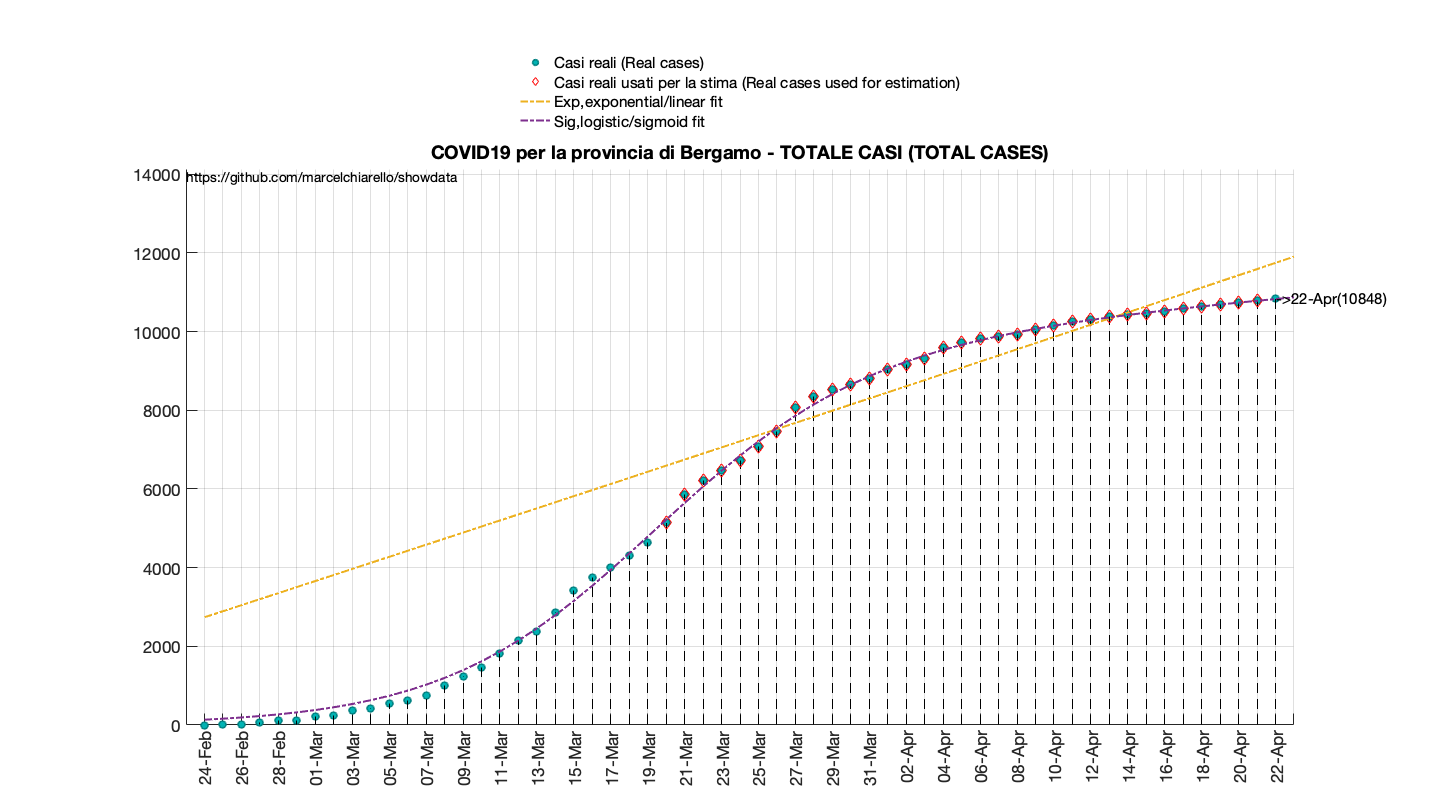 Casi reali (Real cases)
Casi reali usati per la stima (Real cases used for estimation)
Exp,exponential/linear fit
Sig,logistic/sigmoid fit
COVID19 per la provincia di Bergamo - TOTALE CASI (TOTAL CASES)
https://github.com/marcelchiarello/showdata
14000
12000
10000
8000
6000
4000
2000
0
->22-Apr(10848)
24-Feb
26-Feb
28-Feb
01-Mar
03-Mar
05-Mar
07-Mar
09-Mar
11-Mar
13-Mar
15-Mar
17-Mar
19-Mar
21-Mar
23-Mar
25-Mar
27-Mar
29-Mar
31-Mar
02-Apr
04-Apr
06-Apr
08-Apr
10-Apr
12-Apr
14-Apr
16-Apr
18-Apr
20-Apr
22-Apr